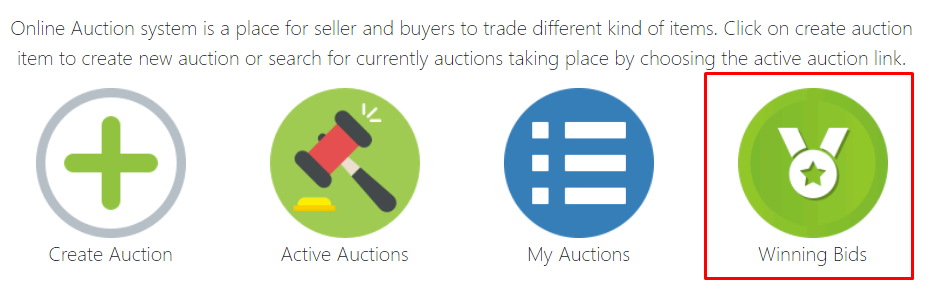 Online Auction system is a place for seller and buyers to trade different kind of items. Click on create auction
item to create new auction or search for currently auctions taking place by choosing the active auction link.
Create Auction
Active Auctions
My Auctions
Winning Bids